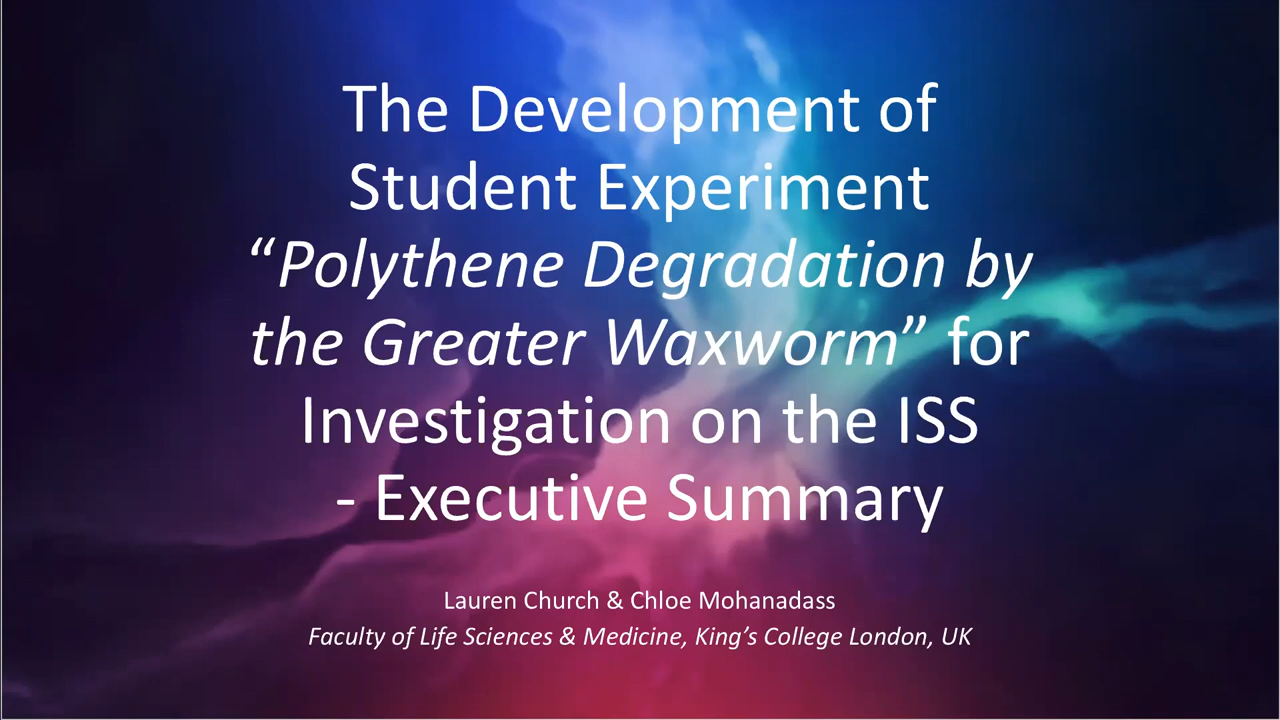 The Development of
Student Experiment
“Polythene Degradation by
the Greater Waxworm” for
Investigation on the ISS
- Executive Summary
Lauren Church & Chloe Mohanadass
Faculty of Life Sciences & Medicine, King’s College London, UK